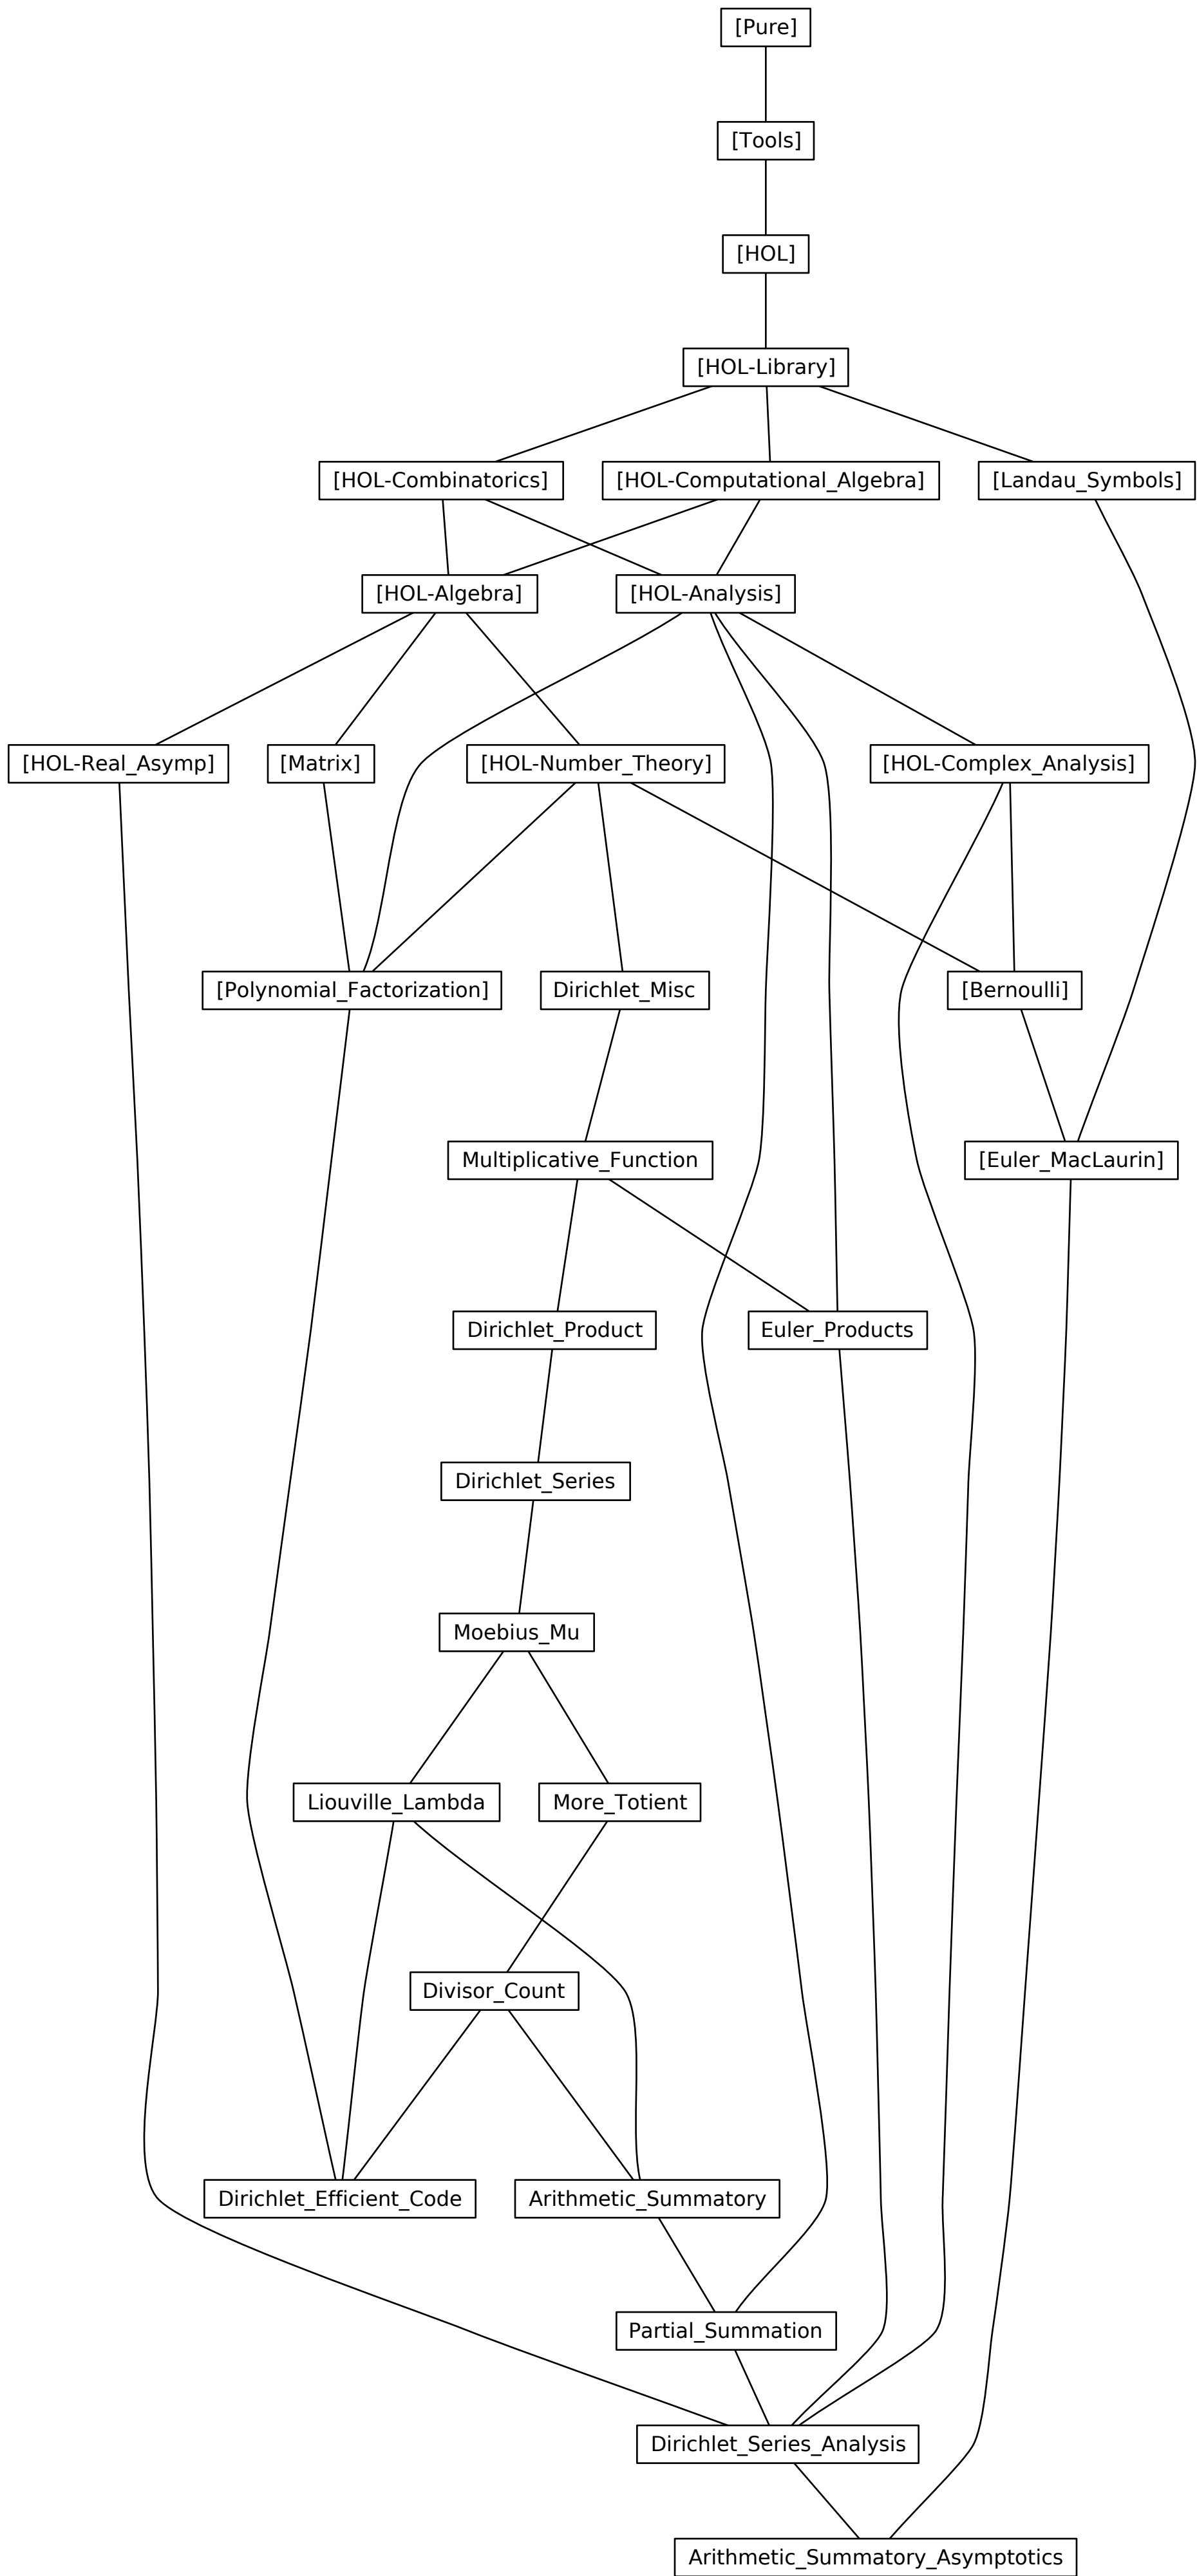 [Pure]
[Tools]
[HOL]
[HOL-Library]
[HOL-Combinatorics]
[HOL-Computational_Algebra]
[Landau_Symbols]
[HOL-Algebra]
[HOL-Analysis]
[HOL-Real_Asymp]
[Matrix]
[HOL-Number_Theory]
[HOL-Complex_Analysis]
[Polynomial_Factorization]
Dirichlet_Misc
[Bernoulli]
Multiplicative_Function
[Euler_MacLaurin]
Dirichlet_Product
Euler_Products
Dirichlet_Series
Moebius_Mu
Liouville_Lambda
More_Totient
Divisor_Count
Dirichlet_Efficient_Code
Arithmetic_Summatory
Partial_Summation
Dirichlet_Series_Analysis
Arithmetic_Summatory_Asymptotics